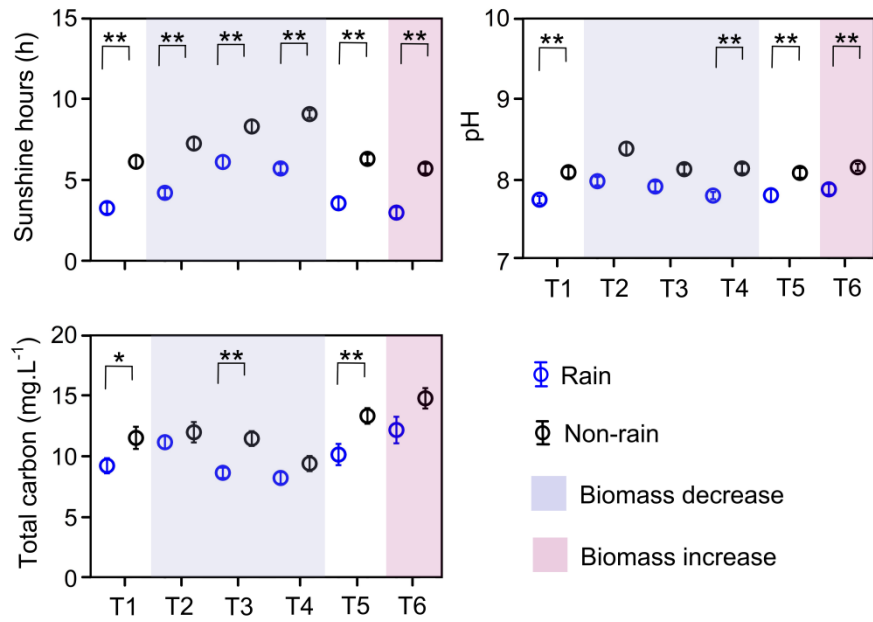 Sunshine hours (h)
15
10
5
0
** ** ** ** ** **
pH
10
9
8
7
** ** ** **
T1 T2 T3 T4 T5 T6
Total carbon (mg.L⁻¹)
20
15
10
5
0
* ** **
T1 T2 T3 T4 T5 T6
Rain
Non-rain
Biomass decrease
Biomass increase